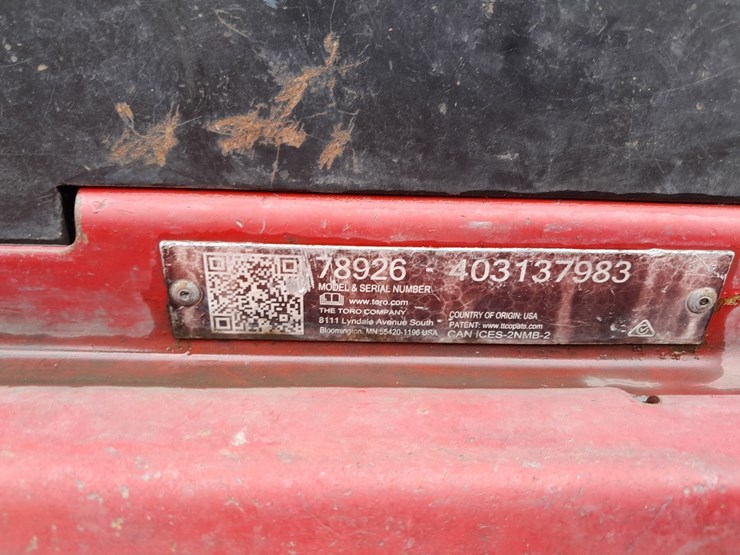 78926 - 403137983
MODEL & SERIAL NUMBER
www.toro.com
THE TORO COMPANY
8111 Lyndale Avenue South
Bloomington, MN 55420-1196 USA
COUNTRY OF ORIGIN: USA
PATENT: www.ttcopats.com
CAN ICES-2/NMB-2